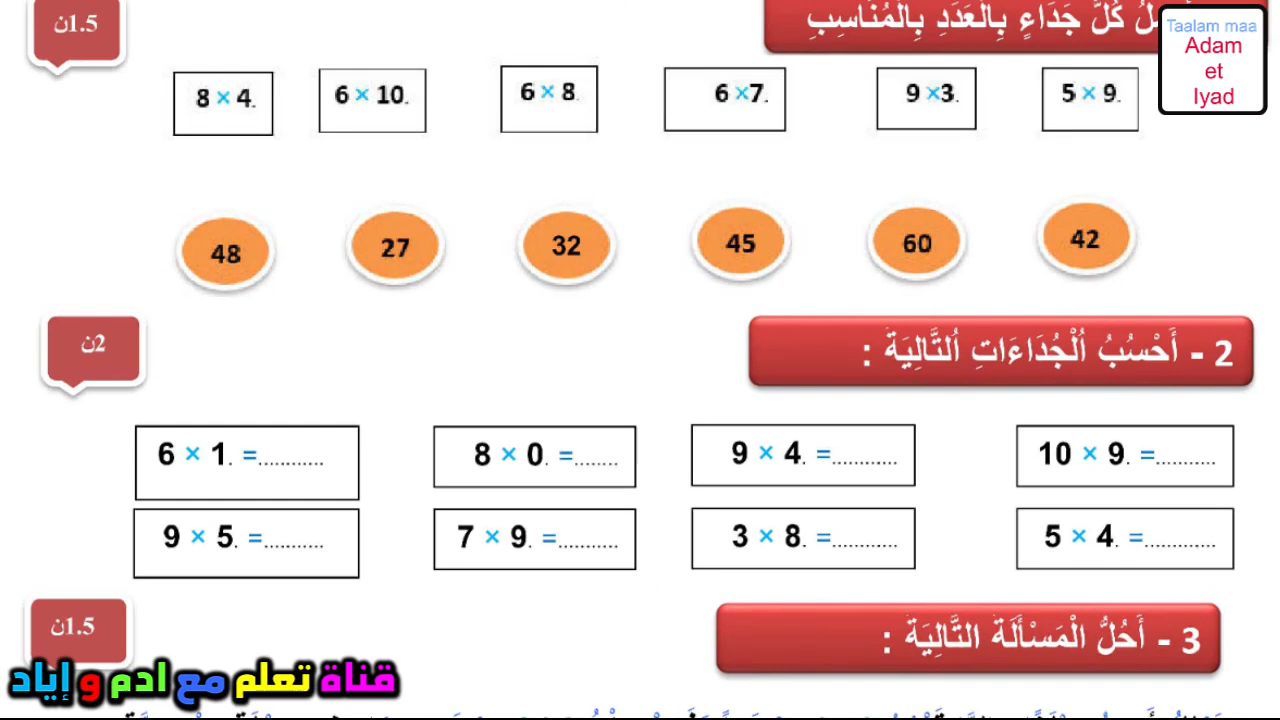 كُلَّ جَدَاءٍ بِالْعَدَدِ بِالْمُنَاسِبِ
1.5ن
Taalam maa
Adam
et
Iyad
8 × 4.
6 × 10.
6 × 8.
6 ×7.
9 ×3.
5 × 9.
48
27
32
45
60
42
2 - أَحْسُبُ اُلْجُدَاءَاتِ اُلتَّالِيَةَ :
2ن
6 × 1. =............
8 × 0. =........
9 × 4. =............
10 × 9. =...........
9 × 5. =...........
7 × 9. =...........
3 × 8. =............
5 × 4. =............
3 - أَحُلُّ الْمَسْأَلَةَ التَّالِيَةَ :
1.5ن
قناة تعلم مع ادم و إياد